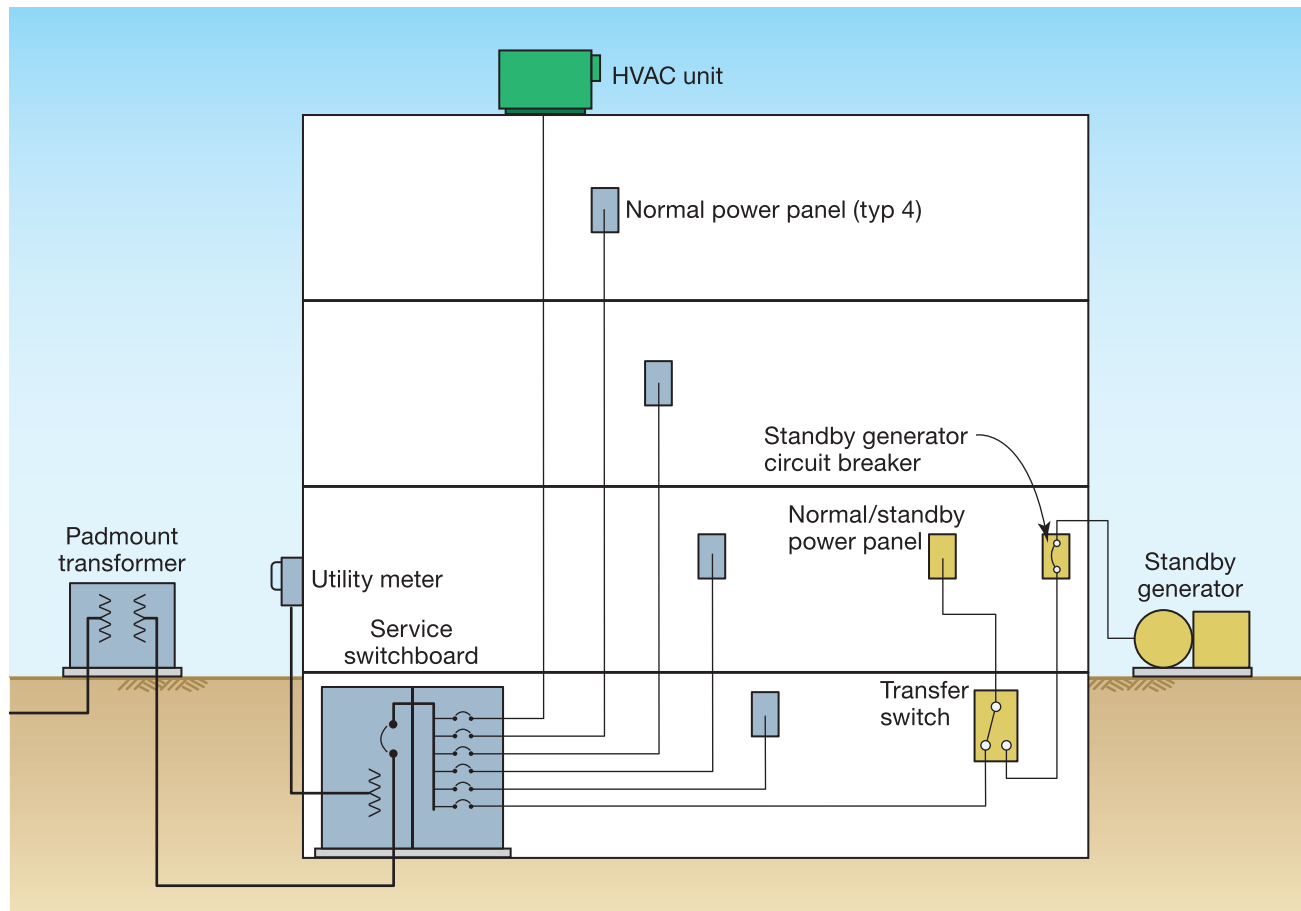 HVAC unit
Normal power panel (typ 4)
Standby generator
circuit breaker
Normal/standby
power panel
Padmount
transformer
Utility meter
Standby
generator
Service
switchboard
Transfer
switch